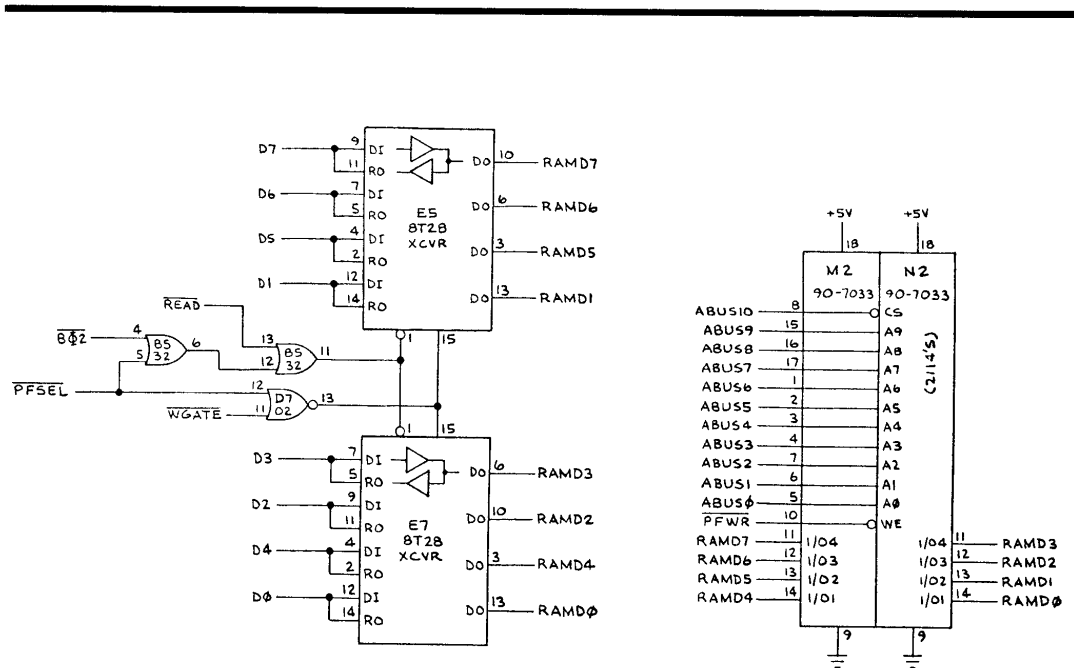 D7 9 DI DO 10 RAMD7
11 RO
D6 7 DI DO 6 RAMD6
5 RO
E5
8T28
XCVR
D5 4 DI DO 3 RAMD5
2 RO
D1 12 DI DO 13 RAMD1
14 RO
1 15
READ 13
BΦ2 4
5 B5
32 6
12 B5
32 11
PFSEL 12
WGATE 11 D7
02 13
1 15
D3 7 DI DO 6 RAMD3
5 RO
D2 9 DI DO 10 RAMD2
11 RO
E7
8T28
XCVR
D4 4 DI DO 3 RAMD4
2 RO
DØ 12 DI DO 13 RAMDØ
14 RO
+5V +5V
18 18
M2 N2
90-7033 90-7033
(2114'S)
ABUS10 8 CS
ABUS9 15 A9
ABUS8 16 A8
ABUS7 17 A7
ABUS6 1 A6
ABUS5 2 A5
ABUS4 3 A4
ABUS3 4 A3
ABUS2 7 A2
ABUS1 6 A1
ABUSØ 5 AØ
PFWR 10 WE
RAMD7 11 I/O4 I/O4 11 RAMD3
RAMD6 12 I/O3 I/O3 12 RAMD2
RAMD5 13 I/O2 I/O2 13 RAMD1
RAMD4 14 I/O1 I/O1 14 RAMDØ
9 9